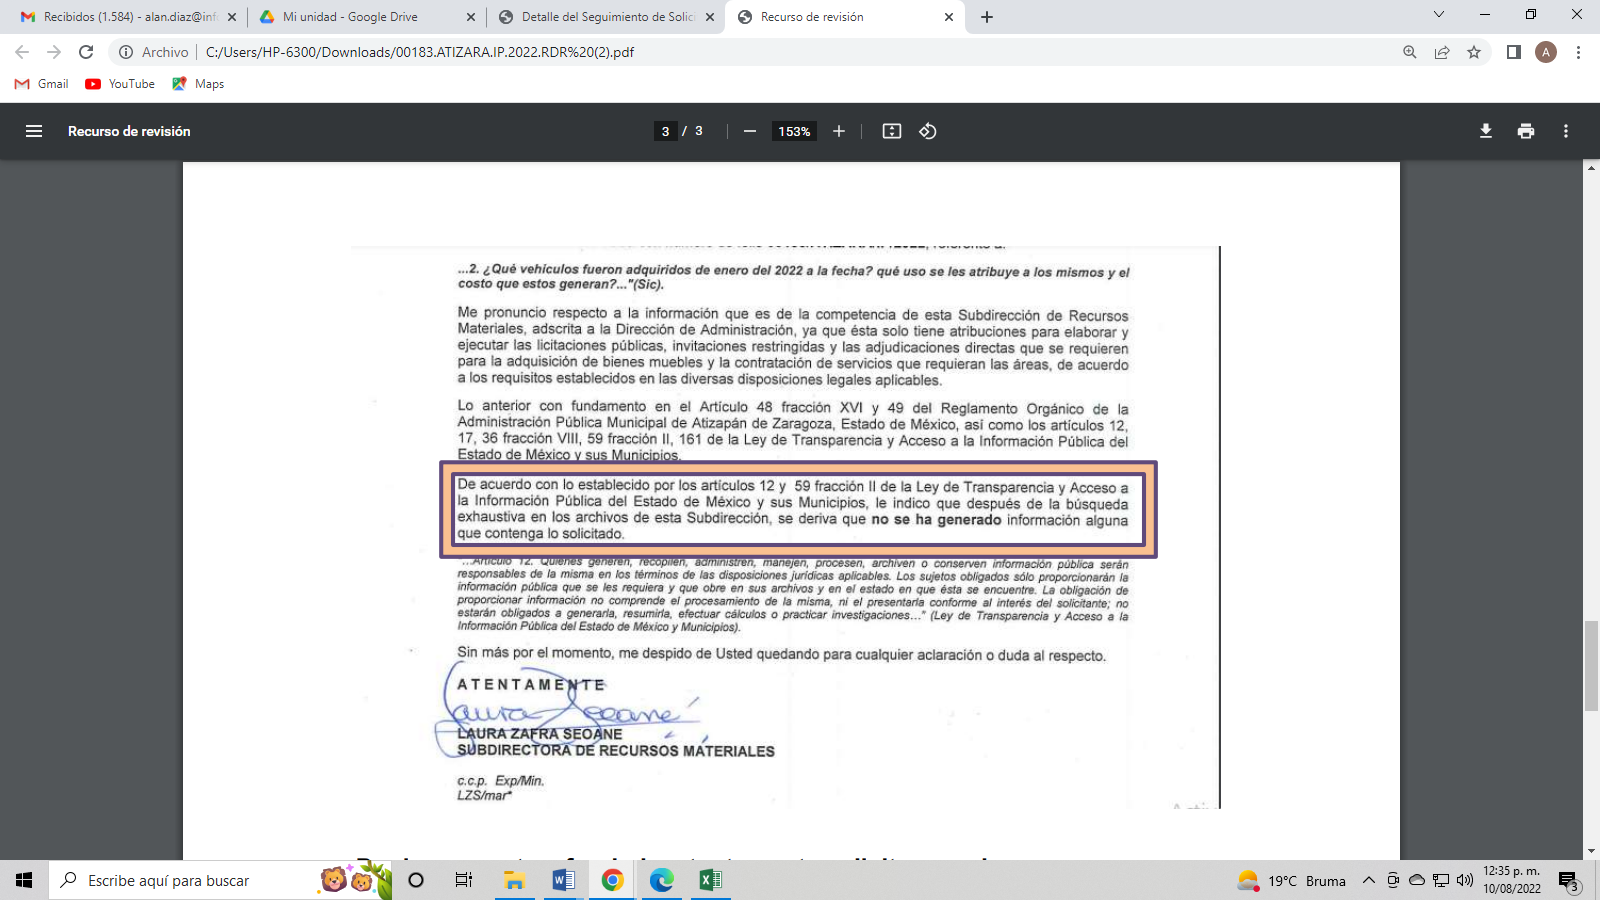 Recibidos (1.584) - alan.diaz@inf
Mi unidad - Google Drive
Detalle del Seguimiento de Solici
Recurso de revisión
Archivo
C:/Users/HP-6300/Downloads/00183.ATIZARA.IP.2022.RDR%20(2).pdf
A
Gmail
YouTube
Maps
Recurso de revisión
3 / 3
153%
...2. ¿Qué vehículos fueron adquiridos de enero del 2022 a la fecha? qué uso se les atribuye a los mismos y el
costo que estos generan?..."(Sic).
Me pronuncio respecto a la información que es de la competencia de esta Subdirección de Recursos
Materiales, adscrita a la Dirección de Administración, ya que ésta solo tiene atribuciones para elaborar y
ejecutar las licitaciones públicas, invitaciones restringidas y las adjudicaciones directas que se requieren
para la adquisición de bienes muebles y la contratación de servicios que requieran las áreas, de acuerdo
a los requisitos establecidos en las diversas disposiciones legales aplicables.
Lo anterior con fundamento en el Artículo 48 fracción XVI y 49 del Reglamento Orgánico de la
Administración Pública Municipal de Atizapán de Zaragoza, Estado de México, así como los artículos 12,
17, 36 fracción VIII, 59 fracción II, 161 de la Ley de Transparencia y Acceso a la Información Pública del
Estado de México y sus Municipios.
De acuerdo con lo establecido por los artículos 12 y 59 fracción II de la Ley de Transparencia y Acceso a
la Información Pública del Estado de México y sus Municipios, le indico que después de la búsqueda
exhaustiva en los archivos de esta Subdirección, se deriva que no se ha generado información alguna
que contenga lo solicitado.
"...Artículo 12. Quienes generen, recopilen, administren, manejen, procesen, archiven o conserven información pública serán
responsables de la misma en los términos de las disposiciones jurídicas aplicables. Los sujetos obligados sólo proporcionarán la
información pública que se les requiera y que obre en sus archivos y en el estado en que ésta se encuentre. La obligación de
proporcionar información no comprende el procesamiento de la misma, ni el presentarla conforme al interés del solicitante; no
estarán obligados a generarla, resumirla, efectuar cálculos o practicar investigaciones..." (Ley de Transparencia y Acceso a la
Información Pública del Estado de México y Municipios).
Sin más por el momento, me despido de Usted quedando para cualquier aclaración o duda al respecto.
ATENTAMENTE
Laura Seoane
LAURA ZAFRA SEOANE
SUBDIRECTORA DE RECURSOS MATERIALES
c.c.p. Exp/Min.
LZS/mar*
Escribe aquí para buscar
19°C Bruma
12:35 p. m.
10/08/2022
3